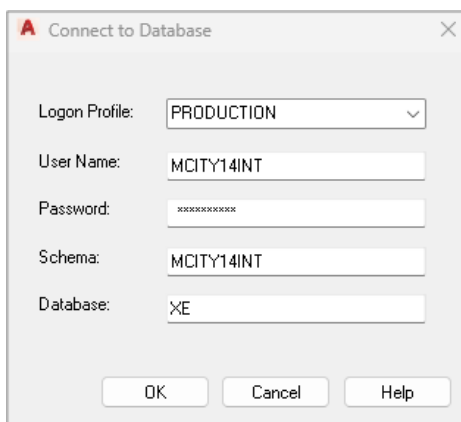 A Connect to Database
Logon Profile: PRODUCTION
User Name: MCITY14INT
Password: **********
Schema: MCITY14INT
Database: XE
OK Cancel Help